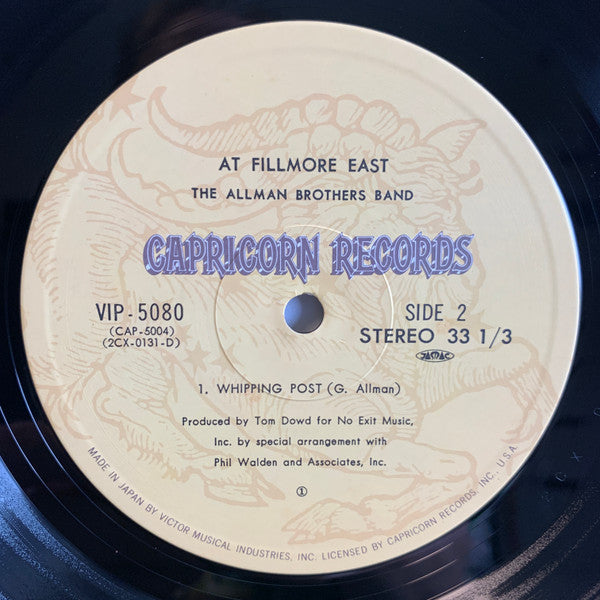 AT FILLMORE EAST
THE ALLMAN BROTHERS BAND
CAPRICORN RECORDS
VIP-5080
(CAP-5004)
(2CX-0131-D)
SIDE 2
STEREO 33 1/3
JASRAC
1. WHIPPING POST (G. Allman)
Produced by Tom Dowd for No Exit Music,
Inc. by special arrangement with
Phil Walden and Associates, Inc.
①
MADE IN JAPAN BY VICTOR MUSICAL INDUSTRIES, INC. LICENSED BY CAPRICORN RECORDS, INC., U.S.A.